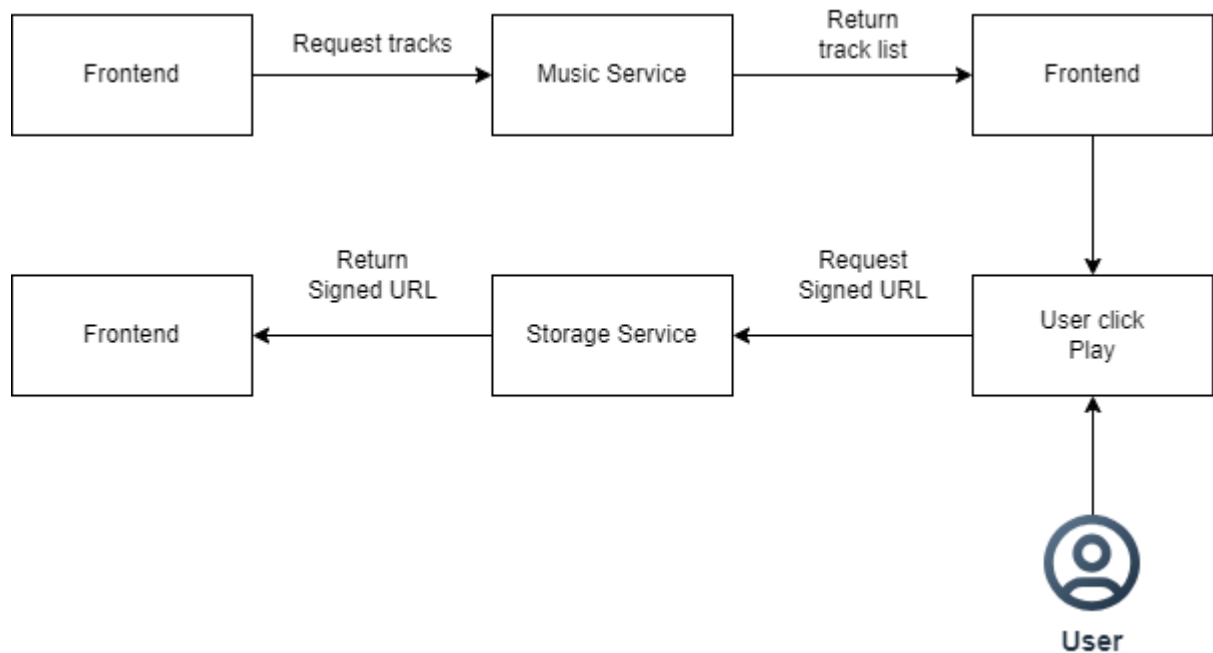 Frontend
Request tracks
Music Service
Return
track list
Frontend
Frontend
Return
Signed URL
Storage Service
Request
Signed URL
User click
Play
User